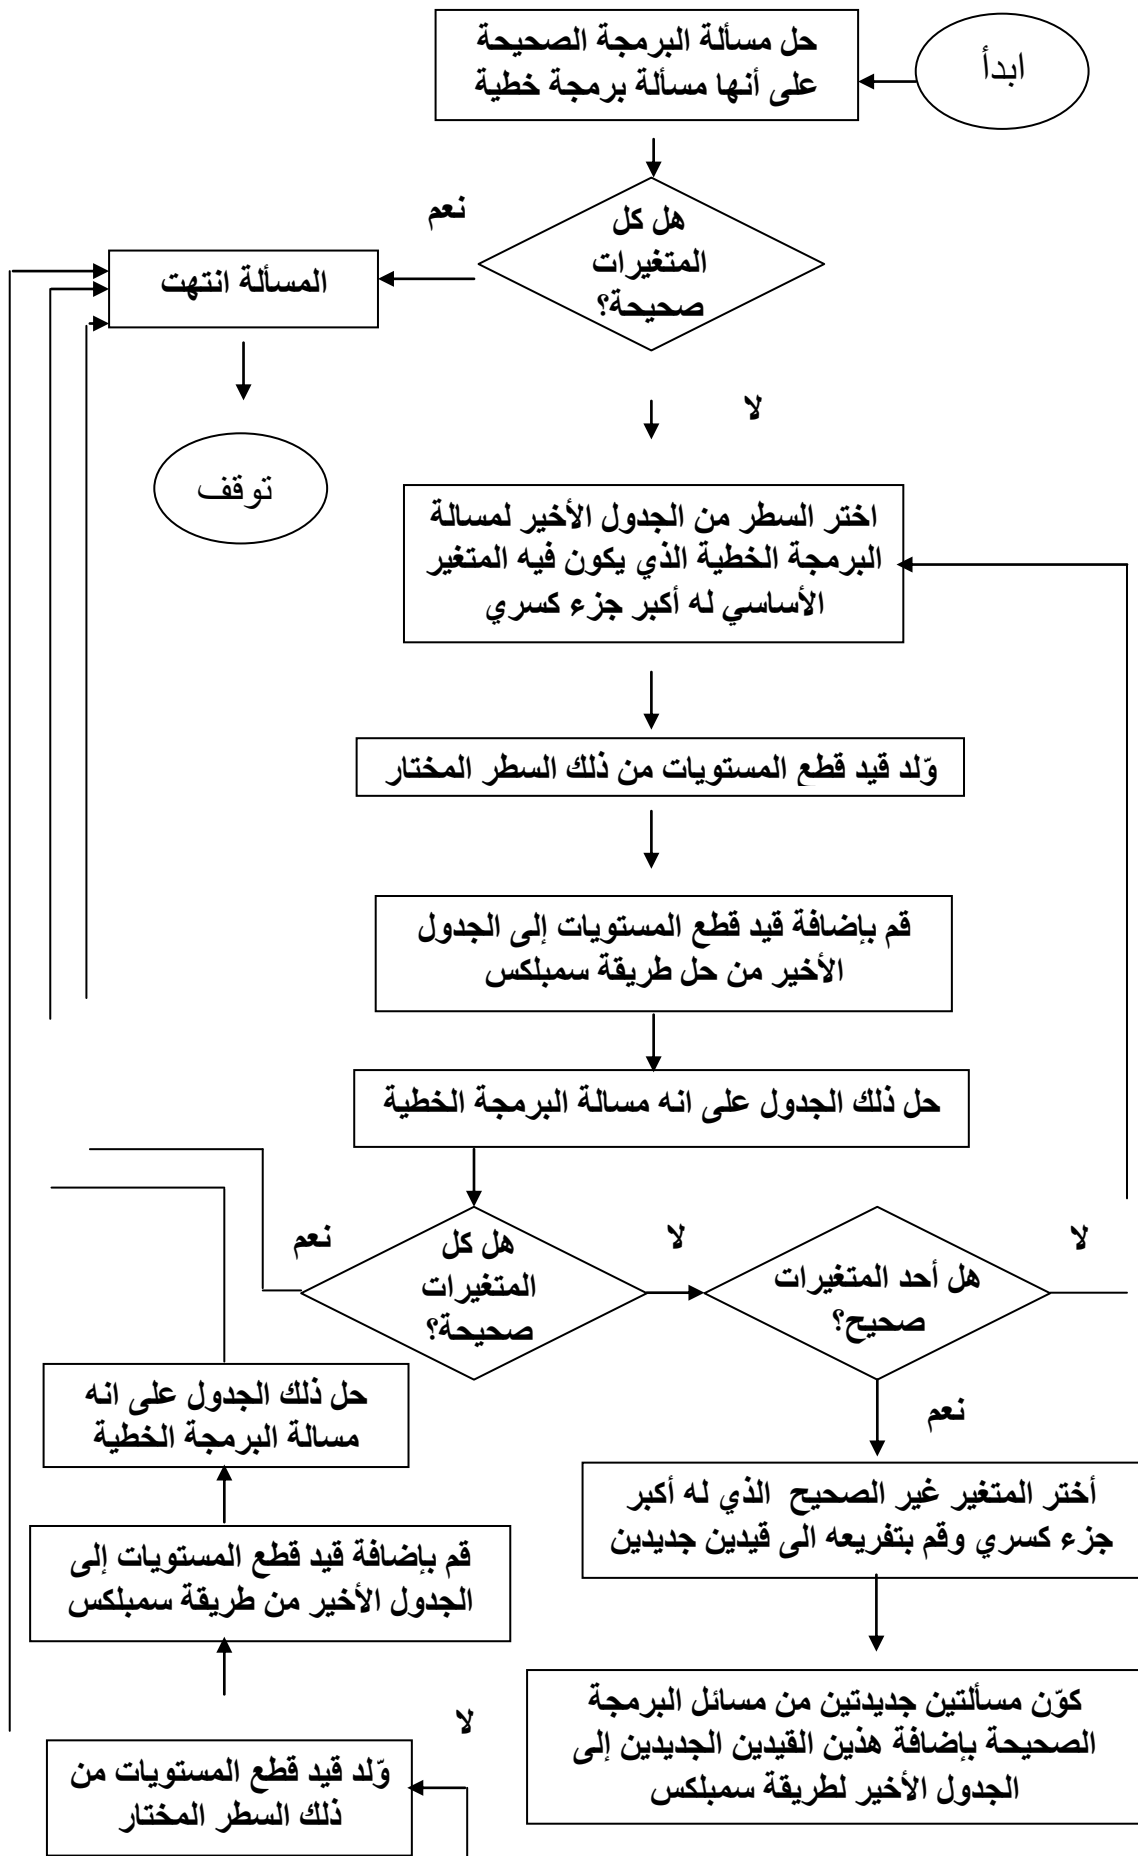 ابدأ
حل مسألة البرمجة الصحيحة
على أنها مسألة برمجة خطية
هل كل
المتغيرات
صحيحة؟
نعم
المسألة انتهت
توقف
لا
اختر السطر من الجدول الأخير لمسالة
البرمجة الخطية الذي يكون فيه المتغير
الأساسي له أكبر جزء كسري
وّلد قيد قطع المستويات من ذلك السطر المختار
قم بإضافة قيد قطع المستويات إلى الجدول
الأخير من حل طريقة سمبلكس
حل ذلك الجدول على انه مسالة البرمجة الخطية
هل كل
المتغيرات
صحيحة؟
نعم
لا
هل أحد المتغيرات
صحيح؟
لا
نعم
أختر المتغير غير الصحيح الذي له أكبر
جزء كسري وقم بتفريعه الى قيدين جديدين
كوّن مسألتين جديدتين من مسائل البرمجة
الصحيحة بإضافة هذين القيدين الجديدين إلى
الجدول الأخير لطريقة سمبلكس
حل ذلك الجدول على انه
مسالة البرمجة الخطية
قم بإضافة قيد قطع المستويات إلى
الجدول الأخير من طريقة سمبلكس
لا
وّلد قيد قطع المستويات من
ذلك السطر المختار